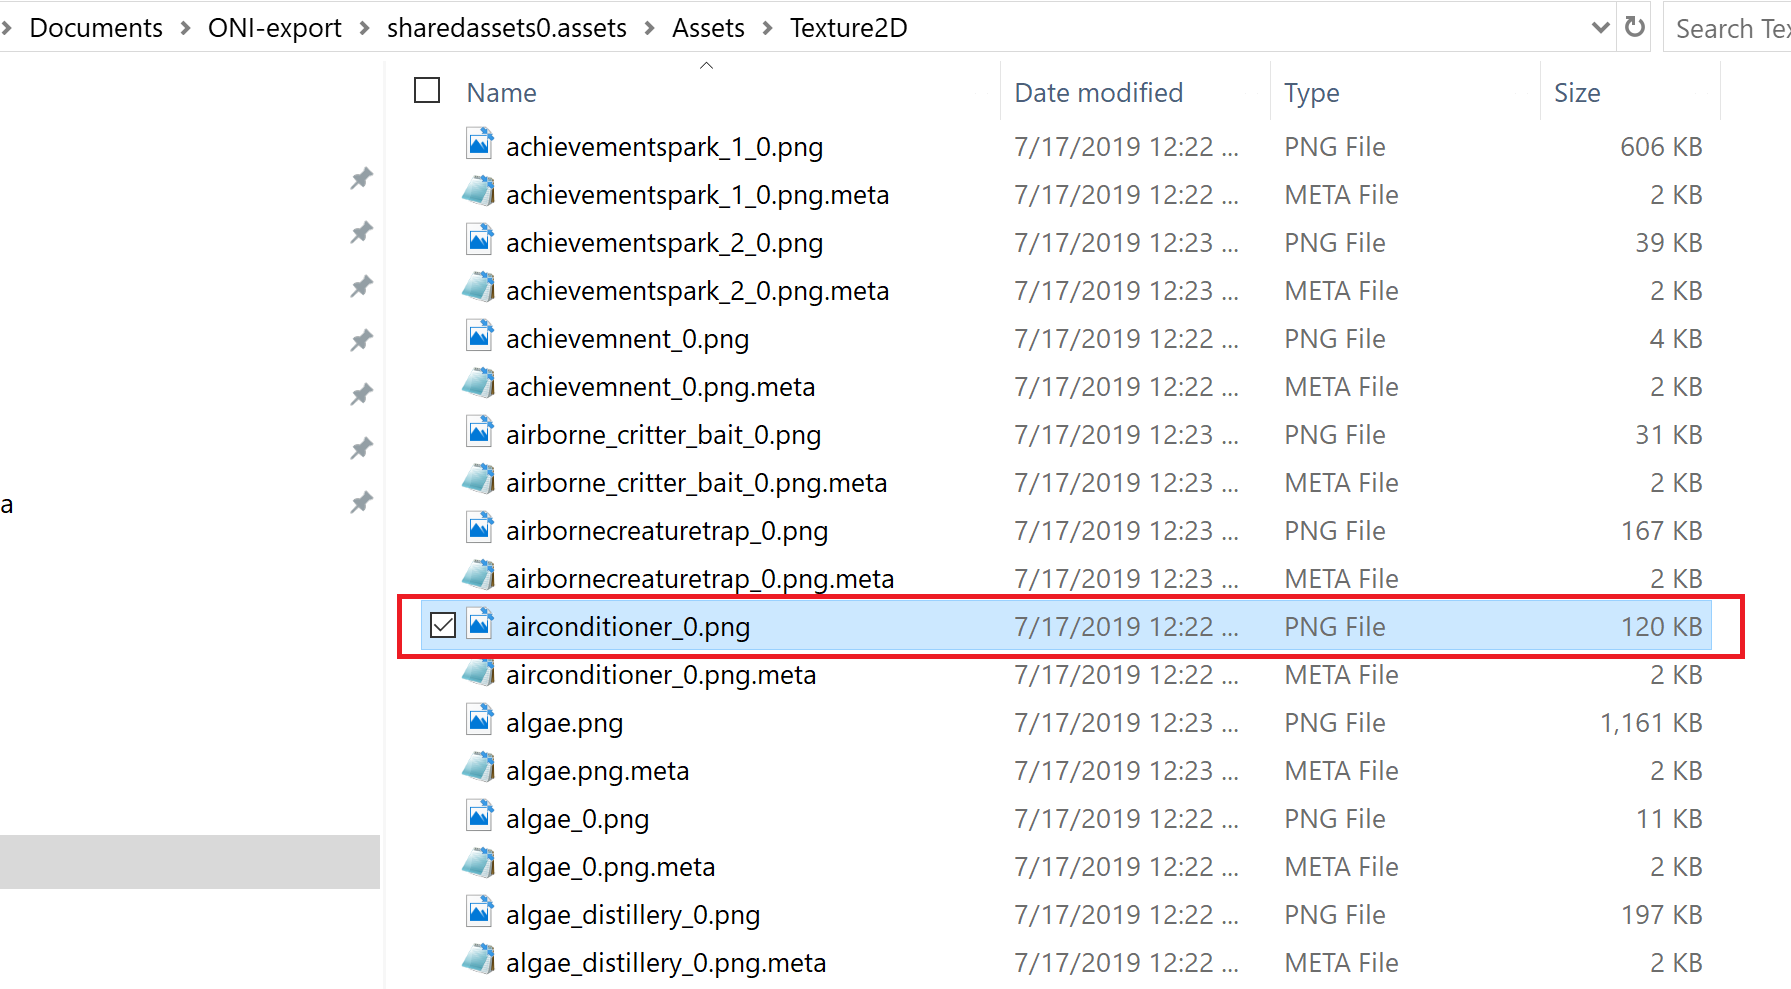 Documents > ONI-export > sharedassets0.assets > Assets > Texture2D Search Te
Name Date modified Type Size
achievementspark_1_0.png 7/17/2019 12:22 ... PNG File 606 KB
achievementspark_1_0.png.meta 7/17/2019 12:22 ... META File 2 KB
achievementspark_2_0.png 7/17/2019 12:23 ... PNG File 39 KB
achievementspark_2_0.png.meta 7/17/2019 12:23 ... META File 2 KB
achievemnent_0.png 7/17/2019 12:22 ... PNG File 4 KB
achievemnent_0.png.meta 7/17/2019 12:22 ... META File 2 KB
airborne_critter_bait_0.png 7/17/2019 12:23 ... PNG File 31 KB
airborne_critter_bait_0.png.meta 7/17/2019 12:23 ... META File 2 KB
a
airbornecreaturetrap_0.png 7/17/2019 12:23 ... PNG File 167 KB
airbornecreaturetrap_0.png.meta 7/17/2019 12:23 ... META File 2 KB
airconditioner_0.png 7/17/2019 12:22 ... PNG File 120 KB
airconditioner_0.png.meta 7/17/2019 12:22 ... META File 2 KB
algae.png 7/17/2019 12:23 ... PNG File 1,161 KB
algae.png.meta 7/17/2019 12:23 ... META File 2 KB
algae_0.png 7/17/2019 12:22 ... PNG File 11 KB
algae_0.png.meta 7/17/2019 12:22 ... META File 2 KB
algae_distillery_0.png 7/17/2019 12:22 ... PNG File 197 KB
algae_distillery_0.png.meta 7/17/2019 12:22 ... META File 2 KB